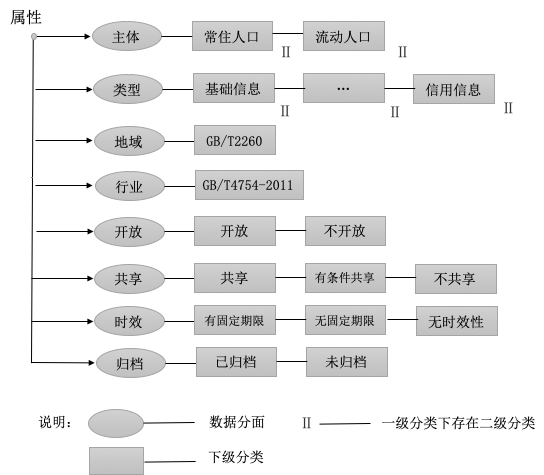 属性
主体 常住人口 Ⅱ 流动人口 Ⅱ
类型 基础信息 Ⅱ … Ⅱ 信用信息 Ⅱ
地域 GB/T2260
行业 GB/T4754-2011
开放 开放 不开放
共享 共享 有条件共享 不共享
时效 有固定期限 无固定期限 无时效性
归档 已归档 未归档
说明： 数据分面 Ⅱ 一级分类下存在二级分类
下级分类